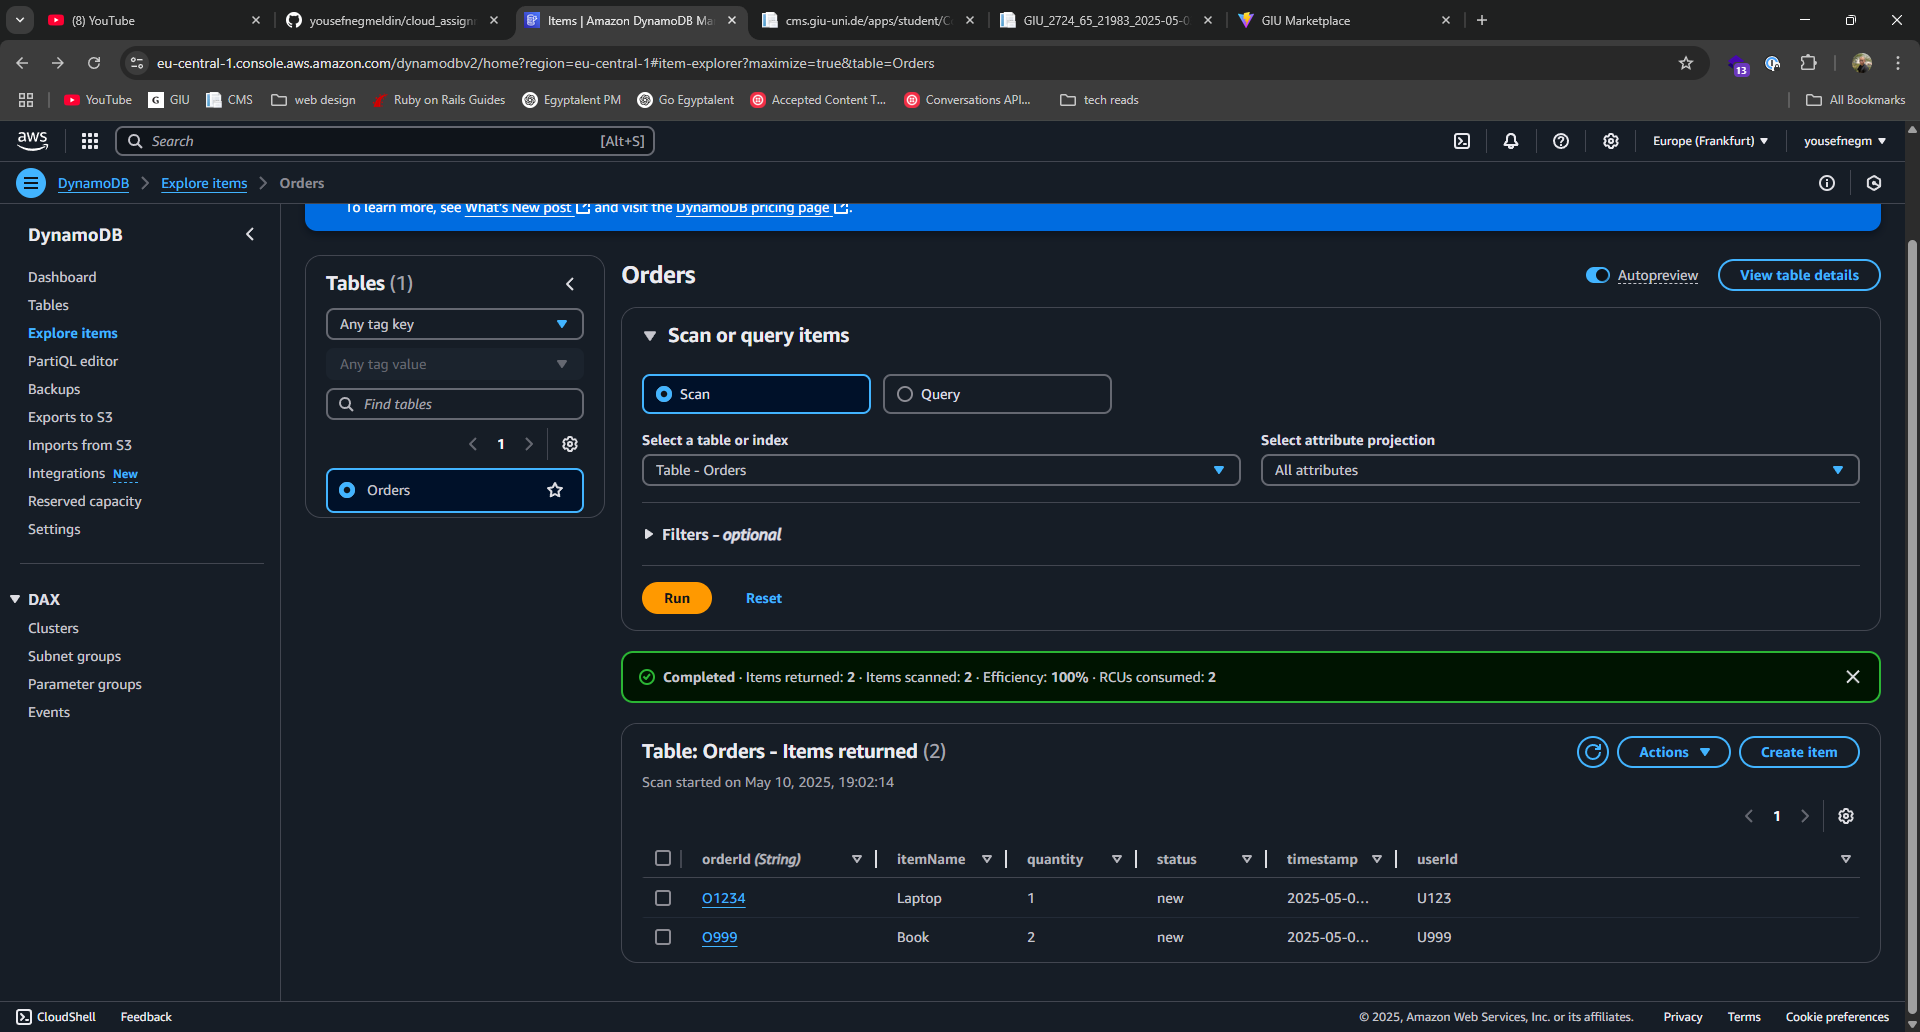 (8) YouTube
yousefnegmeldin/cloud_assignm
Items | Amazon DynamoDB Ma
cms.giu-uni.de/apps/student/C
GIU_2724_65_21983_2025-05-0
GIU Marketplace
eu-central-1.console.aws.amazon.com/dynamodbv2/home?region=eu-central-1#item-explorer?maximize=true&table=Orders
13
YouTube
G GIU
CMS
web design
Ruby on Rails Guides
Egyptalent PM
Go Egyptalent
Accepted Content T...
Conversations API...
tech reads
All Bookmarks
aws
Search
[Alt+S]
Europe (Frankfurt)
yousefnegm
DynamoDB
Explore items
Orders
To learn more, see What's New post and visit the DynamoDB pricing page.
DynamoDB
Dashboard
Tables
Explore items
PartiQL editor
Backups
Exports to S3
Imports from S3
Integrations New
Reserved capacity
Settings
DAX
Clusters
Subnet groups
Parameter groups
Events
Tables (1)
Any tag key
Any tag value
Find tables
1
Orders
Orders
Autopreview
View table details
Scan or query items
Scan
Query
Select a table or index
Select attribute projection
Table - Orders
All attributes
Filters - optional
Run
Reset
Completed · Items returned: 2 · Items scanned: 2 · Efficiency: 100% · RCUs consumed: 2
Table: Orders - Items returned (2)
Actions
Create item
Scan started on May 10, 2025, 19:02:14
1
orderId (String) itemName quantity status timestamp userId
O1234 Laptop 1 new 2025-05-0... U123
O999 Book 2 new 2025-05-0... U999
CloudShell
Feedback
© 2025, Amazon Web Services, Inc. or its affiliates.
Privacy
Terms
Cookie preferences